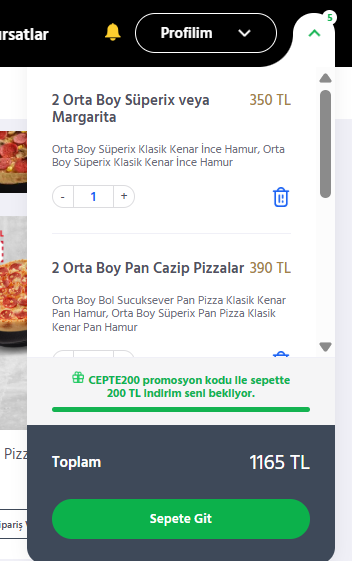 ırsatlar
Profilim
5
2 Orta Boy Süperix veya
Margarita
350 TL
Orta Boy Süperix Klasik Kenar İnce Hamur, Orta
Boy Süperix Klasik Kenar İnce Hamur
- 1 +
2 Orta Boy Pan Cazip Pizzalar 390 TL
Orta Boy Bol Sucuksever Pan Pizza Klasik Kenar
Pan Hamur, Orta Boy Süperix Pan Pizza Klasik
Kenar Pan Hamur
CEPTE200 promosyon kodu ile sepette
200 TL indirim seni bekliyor.
Pizz
Toplam 1165 TL
ipariş V
Sepete Git